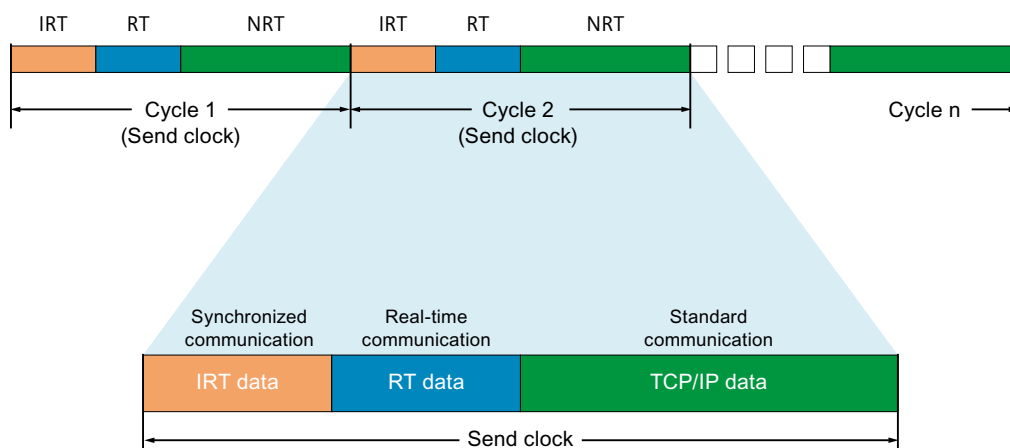 IRT RT NRT IRT RT NRT
Cycle 1 Cycle 2 Cycle n
(Send clock) (Send clock)
Synchronized Real-time Standard
communication communication communication
IRT data RT data TCP/IP data
Send clock